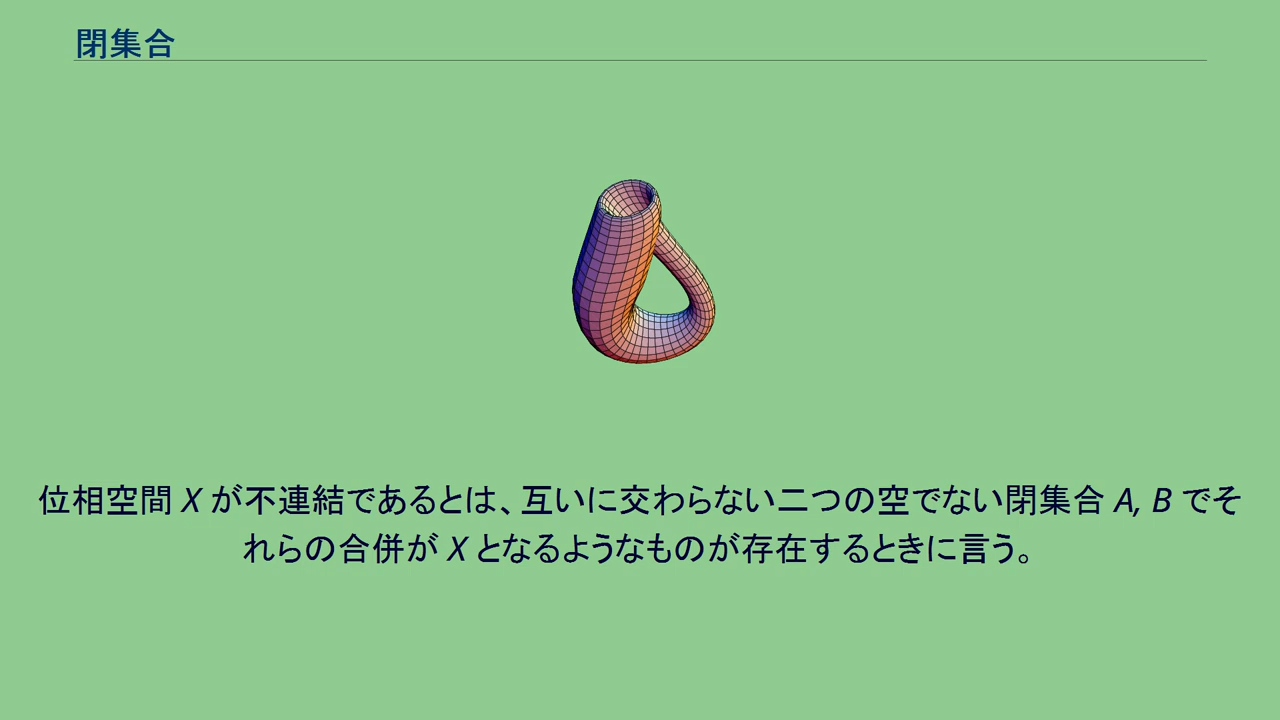 閉集合
位相空間 X が不連結であるとは、互いに交わらない二つの空でない閉集合 A, B でそ
れらの合併が X となるようなものが存在するときに言う。